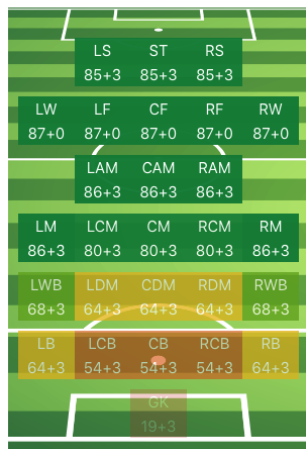 LS ST RS
85+3 85+3 85+3
LW LF CF RF RW
87+0 87+0 87+0 87+0 87+0
LAM CAM RAM
86+3 86+3 86+3
LM LCM CM RCM RM
86+3 80+3 80+3 80+3 86+3
LWB LDM CDM RDM RWB
68+3 64+3 64+3 64+3 68+3
LB LCB CB RCB RB
64+3 54+3 54+3 54+3 64+3
GK
19+3